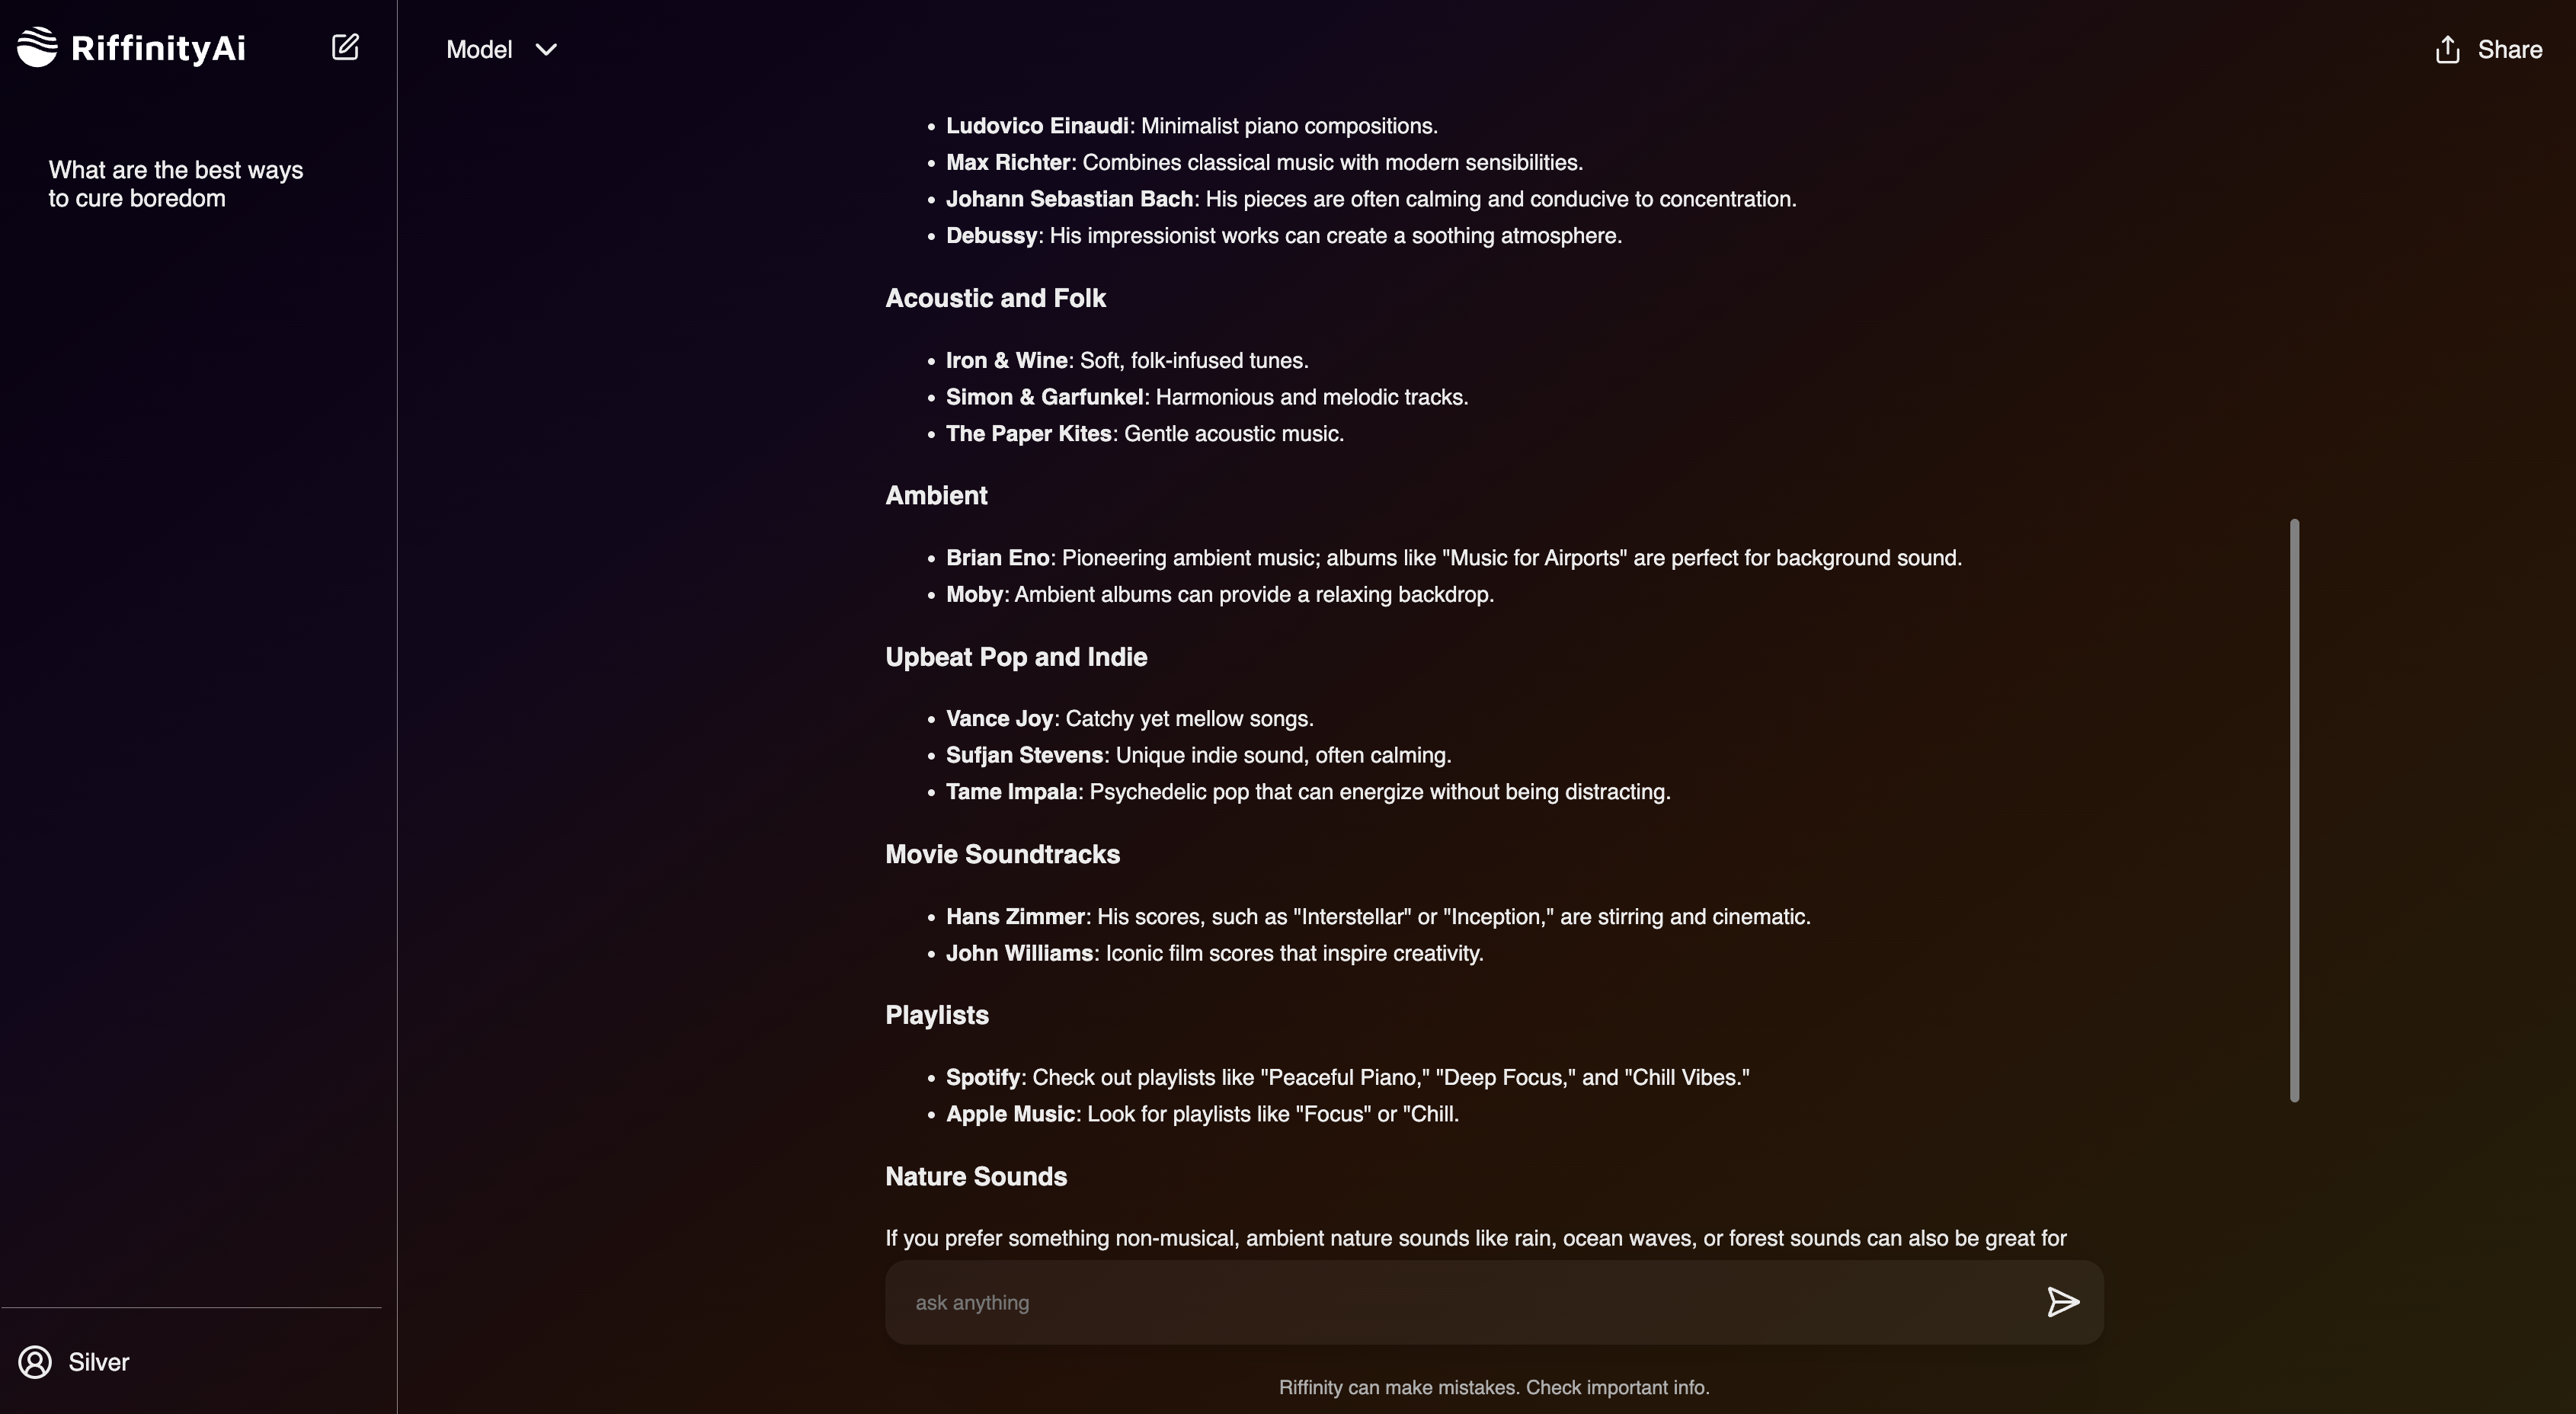 RiffinityAi
Model
Share
What are the best ways
to cure boredom
Ludovico Einaudi: Minimalist piano compositions.
Max Richter: Combines classical music with modern sensibilities.
Johann Sebastian Bach: His pieces are often calming and conducive to concentration.
Debussy: His impressionist works can create a soothing atmosphere.
Acoustic and Folk
Iron & Wine: Soft, folk-infused tunes.
Simon & Garfunkel: Harmonious and melodic tracks.
The Paper Kites: Gentle acoustic music.
Ambient
Brian Eno: Pioneering ambient music; albums like "Music for Airports" are perfect for background sound.
Moby: Ambient albums can provide a relaxing backdrop.
Upbeat Pop and Indie
Vance Joy: Catchy yet mellow songs.
Sufjan Stevens: Unique indie sound, often calming.
Tame Impala: Psychedelic pop that can energize without being distracting.
Movie Soundtracks
Hans Zimmer: His scores, such as "Interstellar" or "Inception," are stirring and cinematic.
John Williams: Iconic film scores that inspire creativity.
Playlists
Spotify: Check out playlists like "Peaceful Piano," "Deep Focus," and "Chill Vibes."
Apple Music: Look for playlists like "Focus" or "Chill.
Nature Sounds
If you prefer something non-musical, ambient nature sounds like rain, ocean waves, or forest sounds can also be great for
ask anything
Silver
Riffinity can make mistakes. Check important info.